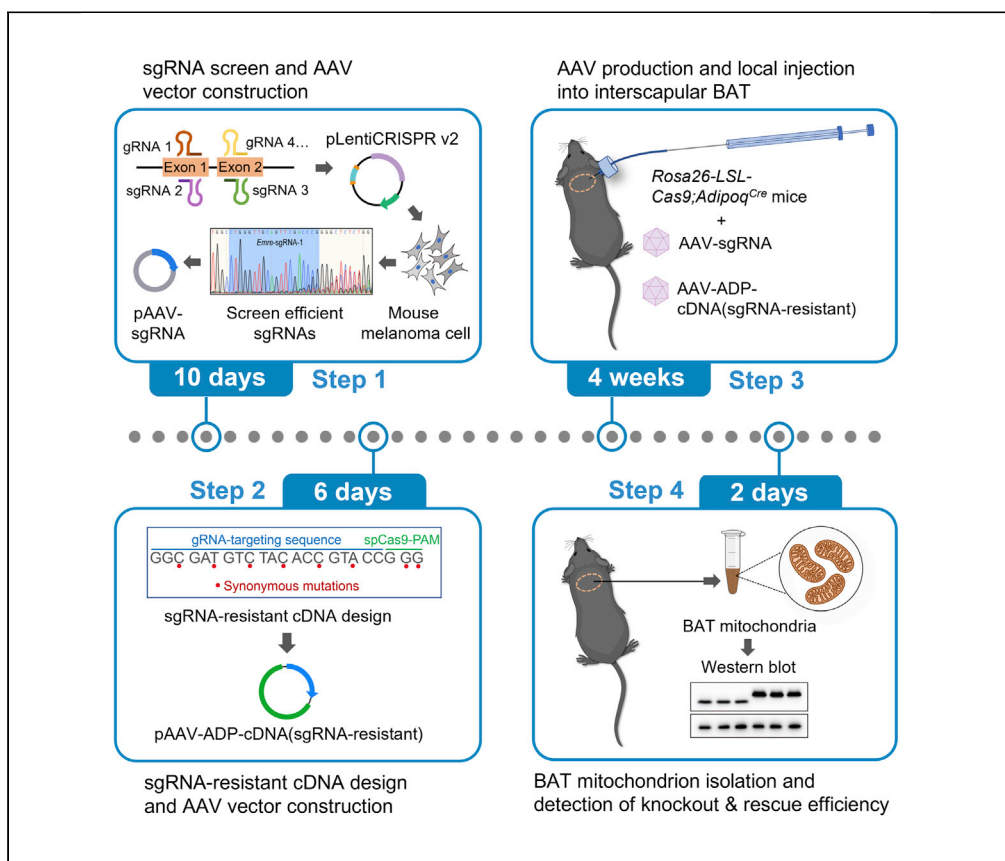 sgRNA screen and AAV
vector construction
gRNA 1
gRNA 4...
Exon 1
Exon 2
sgRNA 2
sgRNA 3
pLentiCRISPR v2
Emre-sgRNA-1
pAAV-
sgRNA
Screen efficient
sgRNAs
Mouse
melanoma cell
10 days
Step 1
AAV production and local injection
into interscapular BAT
Rosa26-LSL-
Cas9;AdipoqCre mice
+
AAV-sgRNA
AAV-ADP-
cDNA(sgRNA-resistant)
4 weeks
Step 3
Step 2
6 days
gRNA-targeting sequence
spCas9-PAM
GGC GAT GTC TAC ACC GTA CCG GG
• Synonymous mutations
sgRNA-resistant cDNA design
pAAV-ADP-cDNA(sgRNA-resistant)
sgRNA-resistant cDNA design
and AAV vector construction
Step 4
2 days
BAT mitochondria
Western blot
BAT mitochondrion isolation and
detection of knockout & rescue efficiency